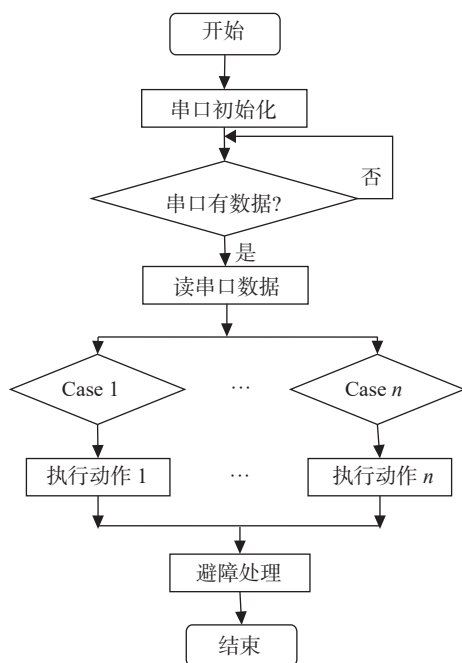 开始
串口初始化
否
串口有数据?
是
读串口数据
Case 1 … Case n
执行动作 1 … 执行动作 n
避障处理
结束